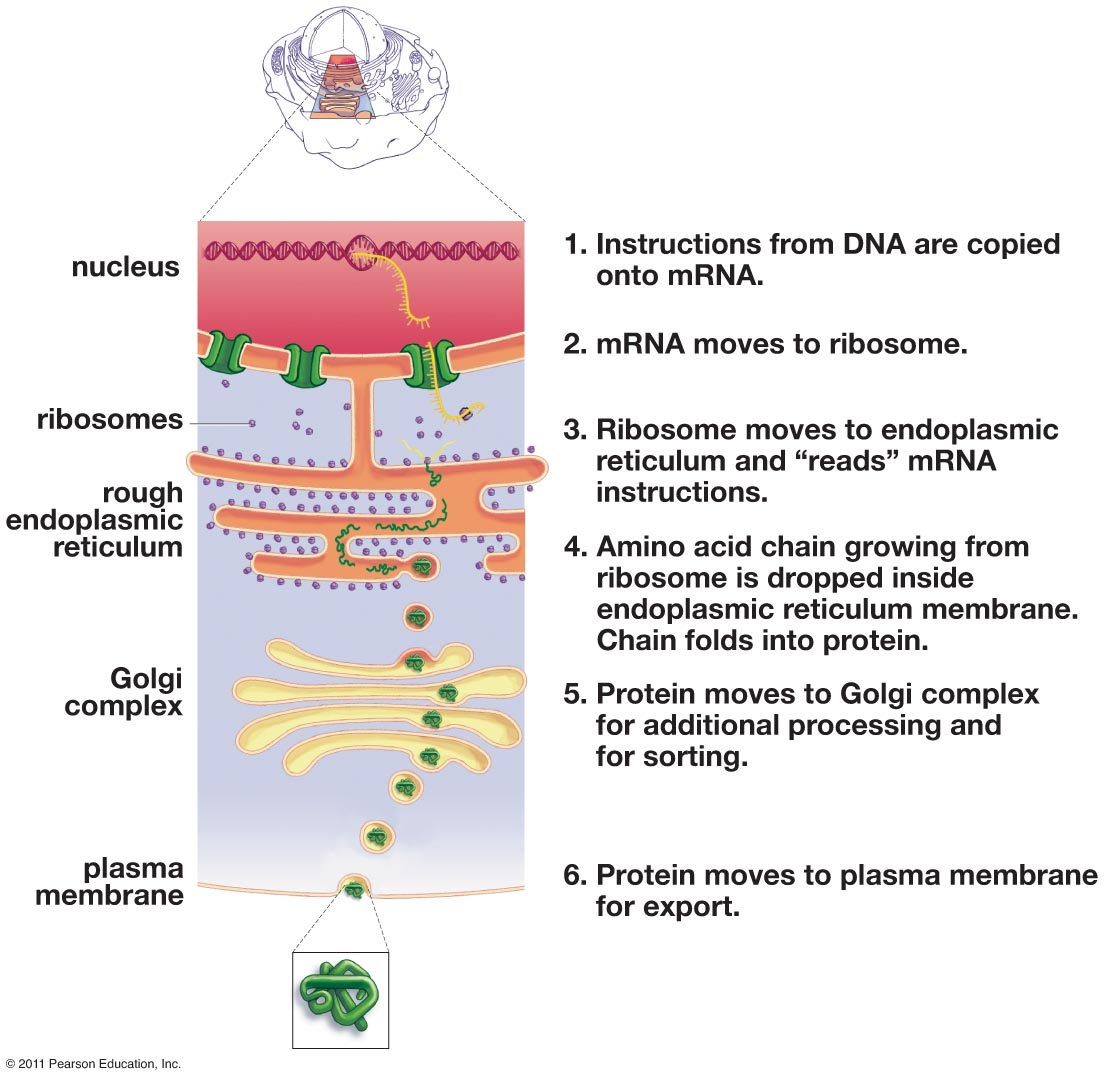 nucleus
1. Instructions from DNA are copied
onto mRNA.
2. mRNA moves to ribosome.
ribosomes
3. Ribosome moves to endoplasmic
reticulum and “reads” mRNA
instructions.
rough
endoplasmic
reticulum
4. Amino acid chain growing from
ribosome is dropped inside
endoplasmic reticulum membrane.
Chain folds into protein.
Golgi
complex
5. Protein moves to Golgi complex
for additional processing and
for sorting.
plasma
membrane
6. Protein moves to plasma membrane
for export.
© 2011 Pearson Education, Inc.